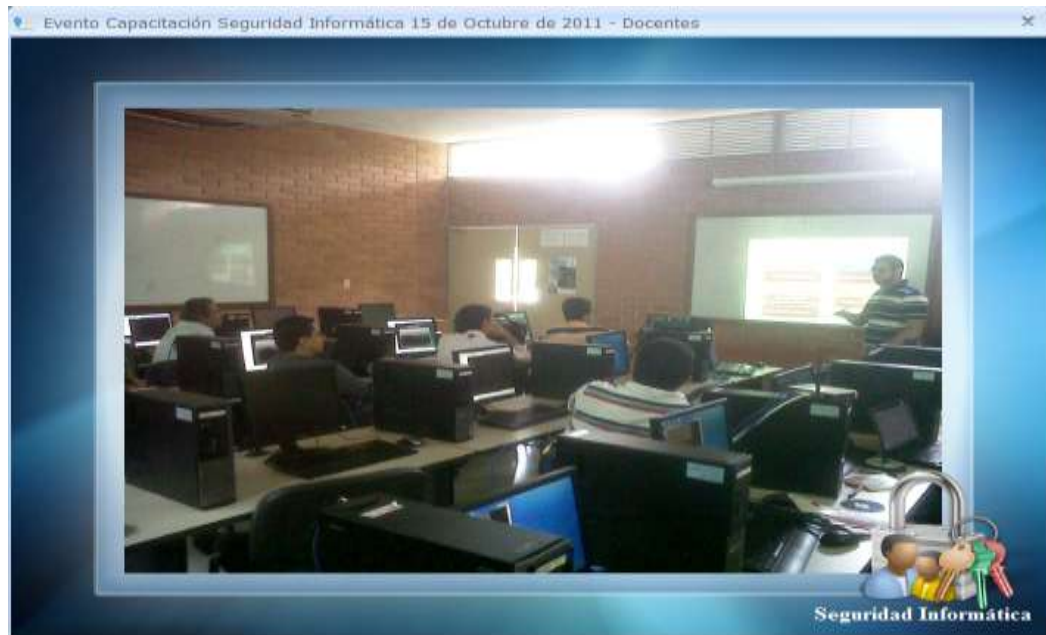 Evento Capacitación Seguridad Informática 15 de Octubre de 2011 - Docentes
Seguridad Informática